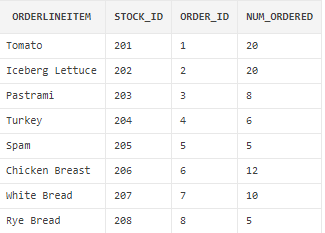 ORDERLINEITEM STOCK_ID ORDER_ID NUM_ORDERED
Tomato 201 1 20
Iceberg Lettuce 202 2 20
Pastrami 203 3 8
Turkey 204 4 6
Spam 205 5 5
Chicken Breast 206 6 12
White Bread 207 7 10
Rye Bread 208 8 5